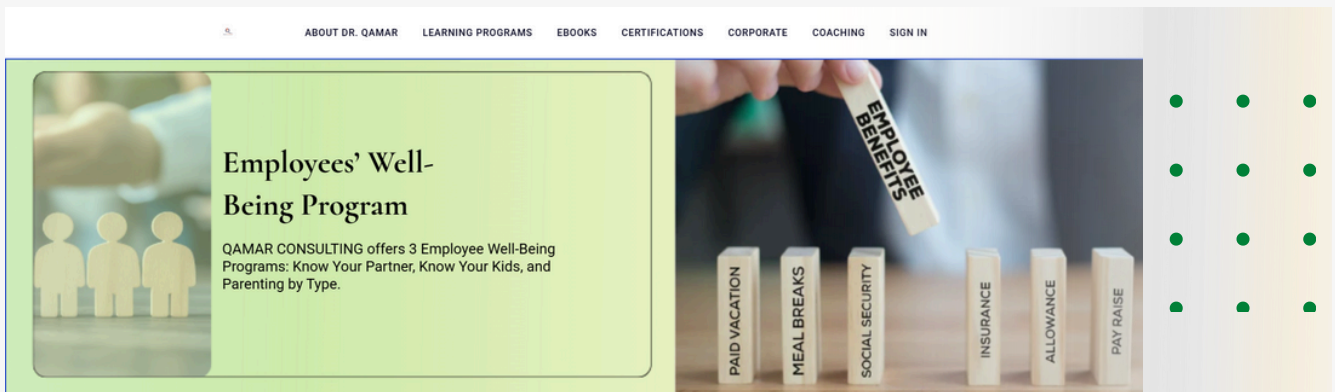 ABOUT DR. QAMAR LEARNING PROGRAMS EBOOKS CERTIFICATIONS CORPORATE COACHING SIGN IN
Employees’ Well-
Being Program
QAMAR CONSULTING offers 3 Employee Well-Being
Programs: Know Your Partner, Know Your Kids, and
Parenting by Type.
EMPLOYEE
BENEFITS
PAID VACATION
MEAL BREAKS
SOCIAL SECURITY
INSURANCE
ALLOWANCE
PAY RAISE